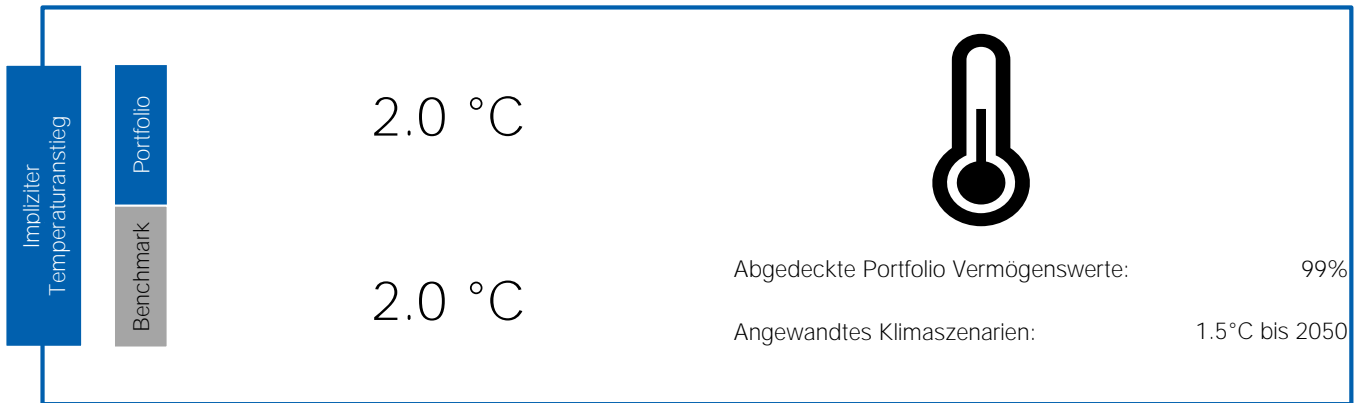 Impliziter
Temperaturanstieg
Portfolio
2.0 °C
Benchmark
2.0 °C
Abgedeckte Portfolio Vermögenswerte: 99%
Angewandtes Klimaszenarien: 1.5°C bis 2050